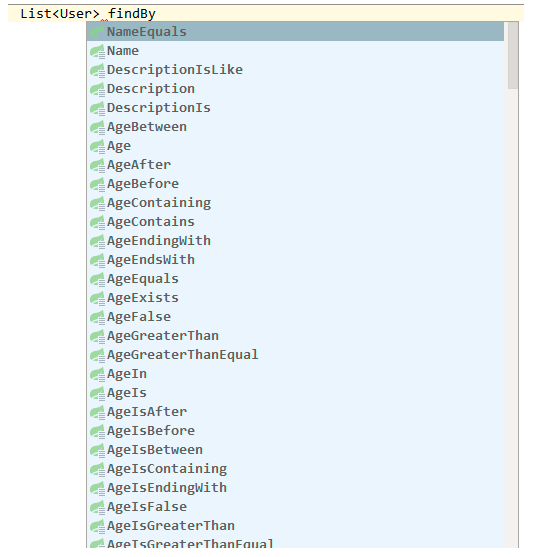 List<User> findBy
NameEquals
Name
DescriptionIsLike
Description
DescriptionIs
AgeBetween
Age
AgeAfter
AgeBefore
AgeContaining
AgeContains
AgeEndingWith
AgeEndsWith
AgeEquals
AgeExists
AgeFalse
AgeGreaterThan
AgeGreaterThanEqual
AgeIn
AgeIs
AgeIsAfter
AgeIsBefore
AgeIsBetween
AgeIsContaining
AgeIsEndingWith
AgeIsFalse
AgeIsGreaterThan
AgeIsGreaterThanEqual